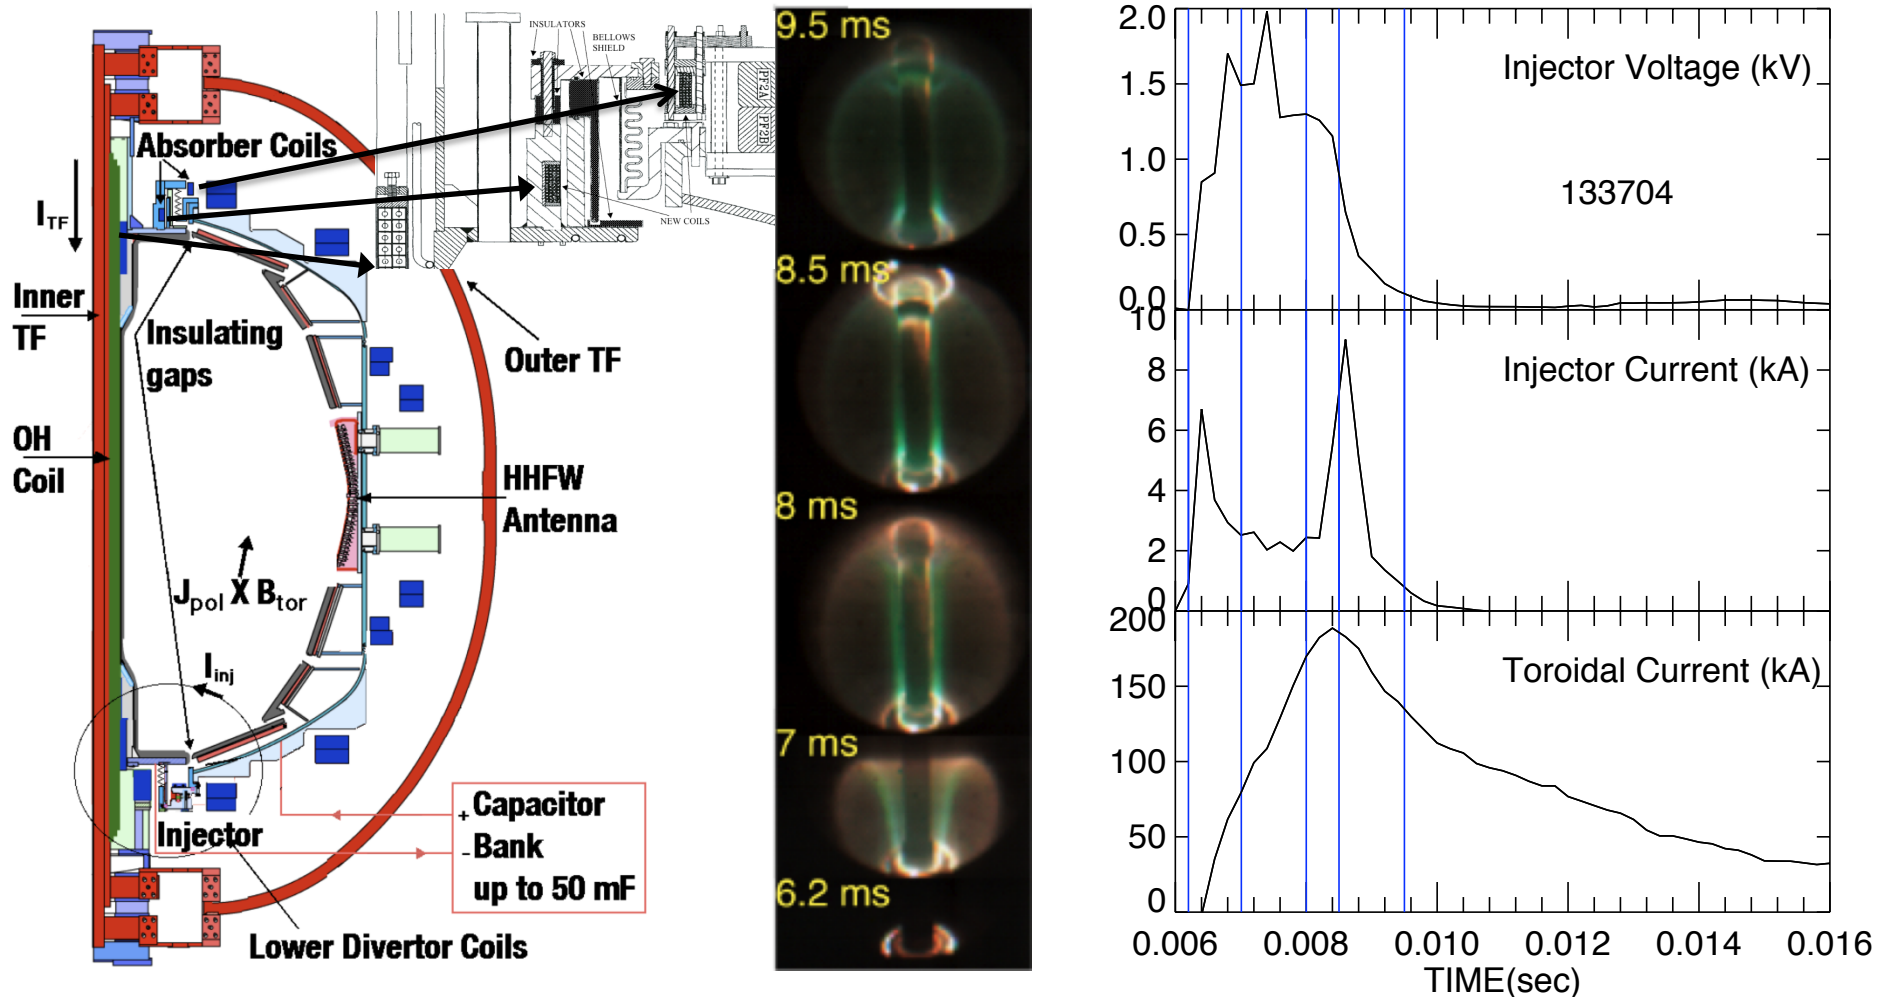 INSULATORS
BELLOWS
SHIELD
PF2A
PF2B
NEW COILS
Absorber Coils
I_TF
Inner
TF
Insulating
gaps
Outer TF
OH
Coil
HHFW
Antenna
J_pol X B_tor
I_inj
+ Capacitor
- Bank
up to 50 mF
Injector
Lower Divertor Coils
9.5 ms
8.5 ms
8 ms
7 ms
6.2 ms
2.0
1.5
1.0
0.5
0.0
Injector Voltage (kV)
133704
10
8
6
4
2
0
Injector Current (kA)
200
150
100
50
0
Toroidal Current (kA)
0.006 0.008 0.010 0.012 0.014 0.016
TIME(sec)